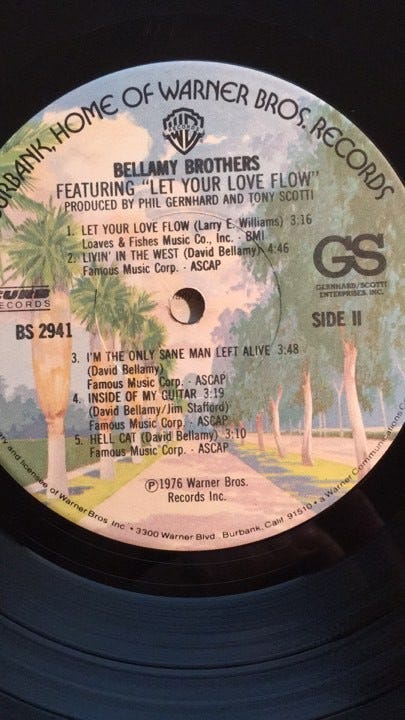 BURBANK, HOME OF WARNER BROS. RECORDS
WB
RECORDS
BELLAMY BROTHERS
FEATURING "LET YOUR LOVE FLOW"
PRODUCED BY PHIL GERNHARD AND TONY SCOTTI
1. LET YOUR LOVE FLOW (Larry E. Williams) 3:16
Loaves & Fishes Music Co., Inc. - BMI
2. LIVIN' IN THE WEST (David Bellamy) 4:46
Famous Music Corp. - ASCAP
GS
GERNHARD/SCOTTI
ENTERPRISES, INC.
CURB
RECORDS
BS 2941
SIDE II
3. I'M THE ONLY SANE MAN LEFT ALIVE 3:48
(David Bellamy)
Famous Music Corp. - ASCAP
4. INSIDE OF MY GUITAR 3:19
(David Bellamy/Jim Stafford)
Famous Music Corp. - ASCAP
5. HELL CAT (David Bellamy) 3:10
Famous Music Corp. - ASCAP
℗1976 Warner Bros.
Records Inc.
and licensee of Warner Bros. Inc. • 3300 Warner Blvd. Burbank, Calif. 91510 • a Warner Communications